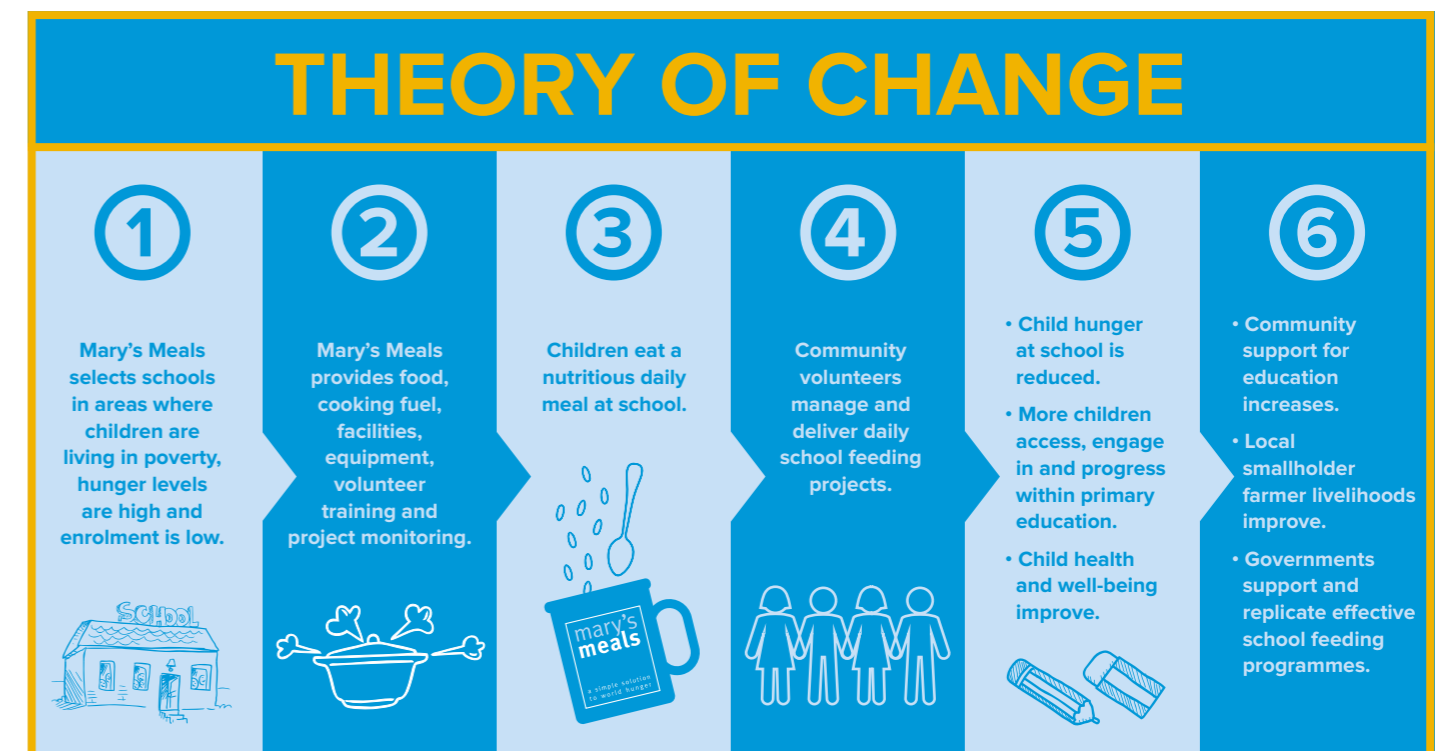 THEORY OF CHANGE
1
Mary’s Meals
selects schools
in areas where
children are
living in poverty,
hunger levels
are high and
enrolment is low.
SCHOOL
2
Mary’s Meals
provides food,
cooking fuel,
facilities,
equipment,
volunteer
training and
project monitoring.
3
Children eat a
nutritious daily
meal at school.
mary's
meals
a simple solution
to world hunger
4
Community
volunteers
manage and
deliver daily
school feeding
projects.
5
• Child hunger
at school is
reduced.
• More children
access, engage
in and progress
within primary
education.
• Child health
and well-being
improve.
6
• Community
support for
education
increases.
• Local
smallholder
farmer livelihoods
improve.
• Governments
support and
replicate effective
school feeding
programmes.